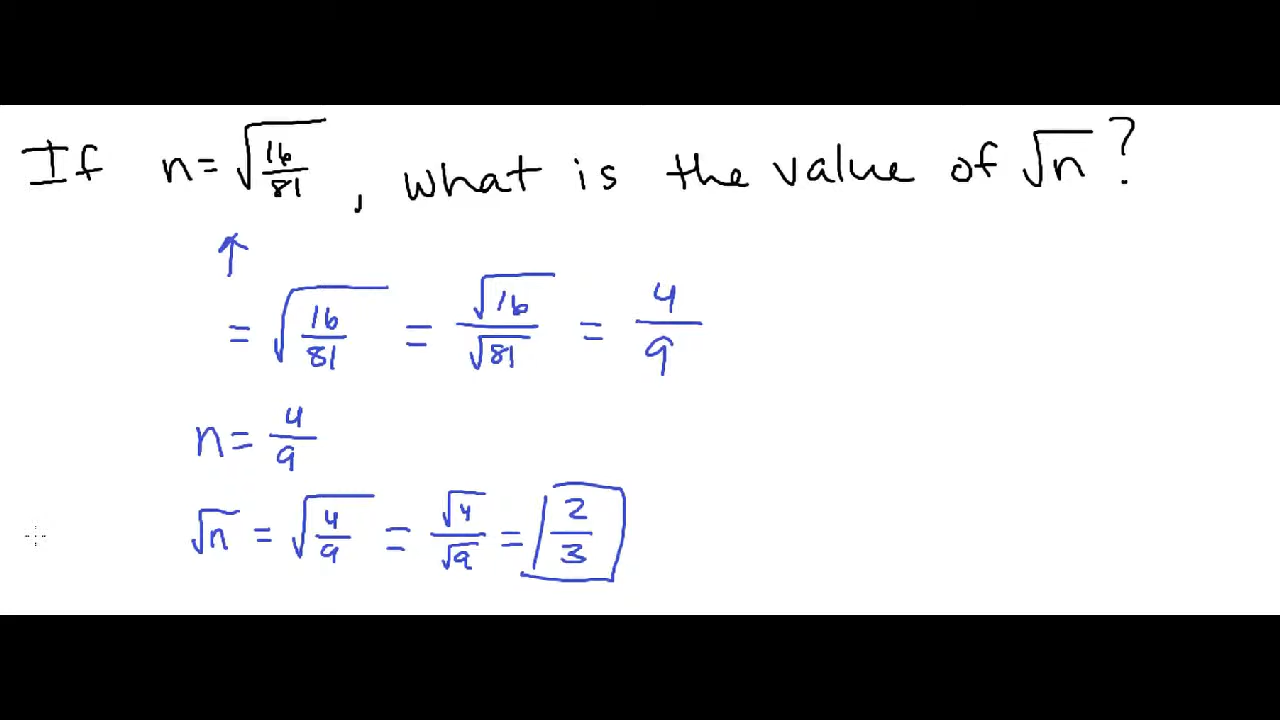 If n = √(16/81), what is the value of √n?
↑
= √(16/81) = √16/√81 = 4/9
n = 4/9
√n = √(4/9) = √4/√9 = 2/3